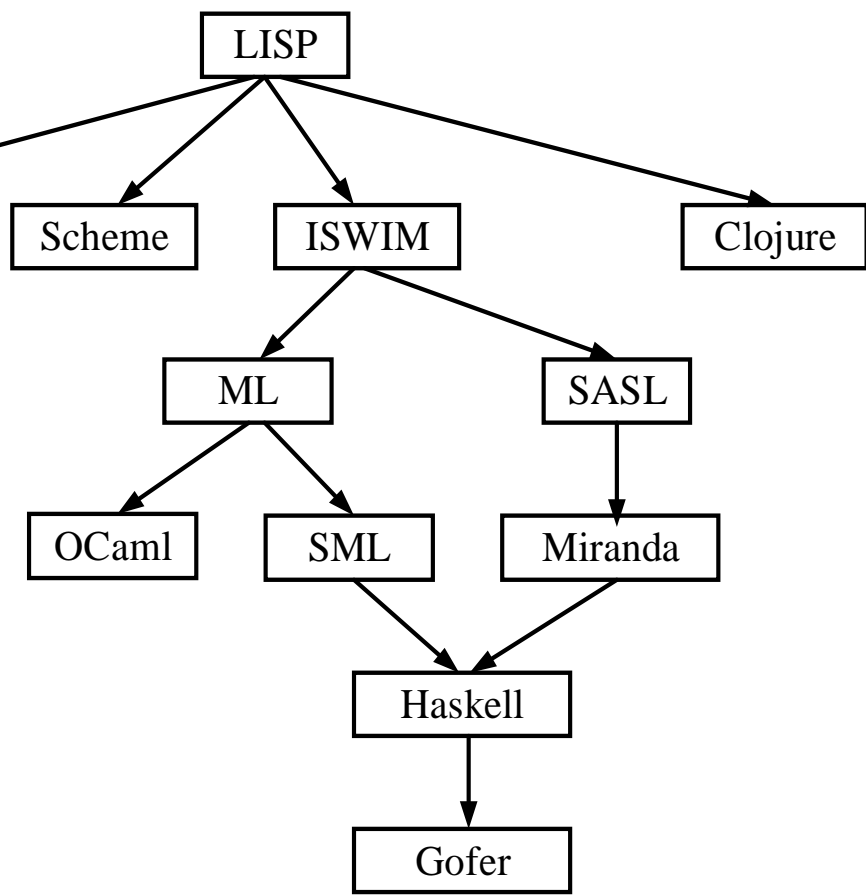 LISP
Scheme
ISWIM
Clojure
ML
SASL
OCaml
SML
Miranda
Haskell
Gofer